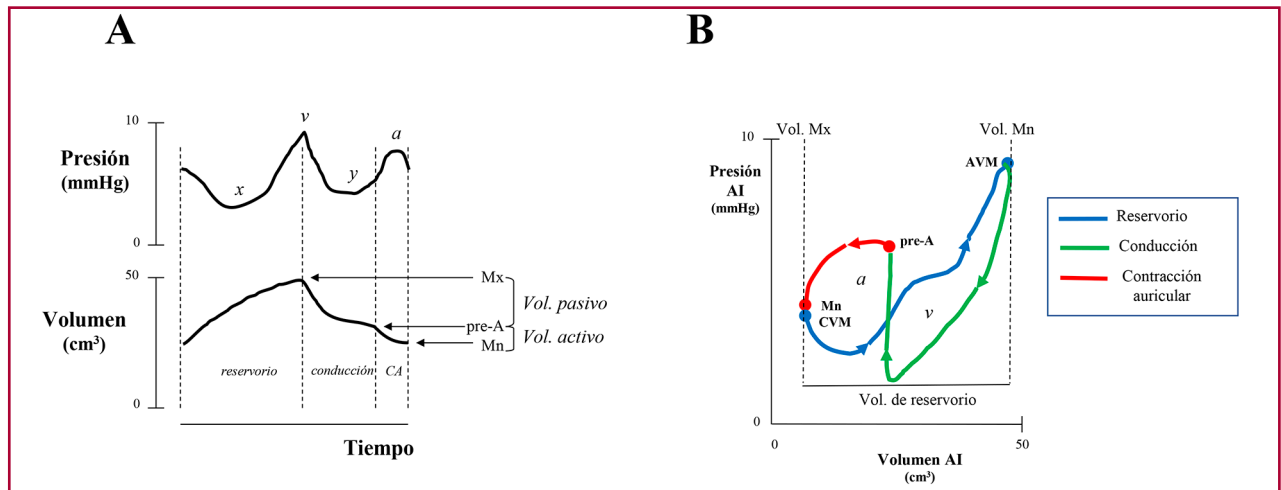 A
10
Presión
(mmHg)
0
v
a
x
y
50
Volumen
(cm³)
0
Mx
pre-A
Mn
Vol. pasivo
Vol. activo
reservorio
conducción
CA
Tiempo
B
Vol. Mx
Vol. Mn
10
Presión
AI
(mmHg)
AVM
pre-A
a
v
Mn
CVM
Vol. de reservorio
0
0
50
Volumen AI
(cm³)
Reservorio
Conducción
Contracción
auricular